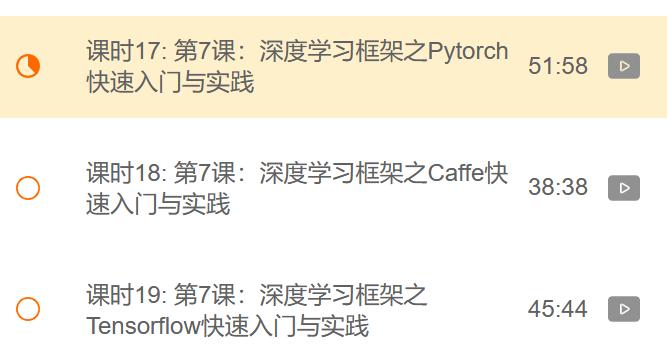 课时17: 第7课：深度学习框架之Pytorch
快速入门与实践
51:58
课时18: 第7课：深度学习框架之Caffe快
速入门与实践
38:38
课时19: 第7课：深度学习框架之
Tensorflow快速入门与实践
45:44